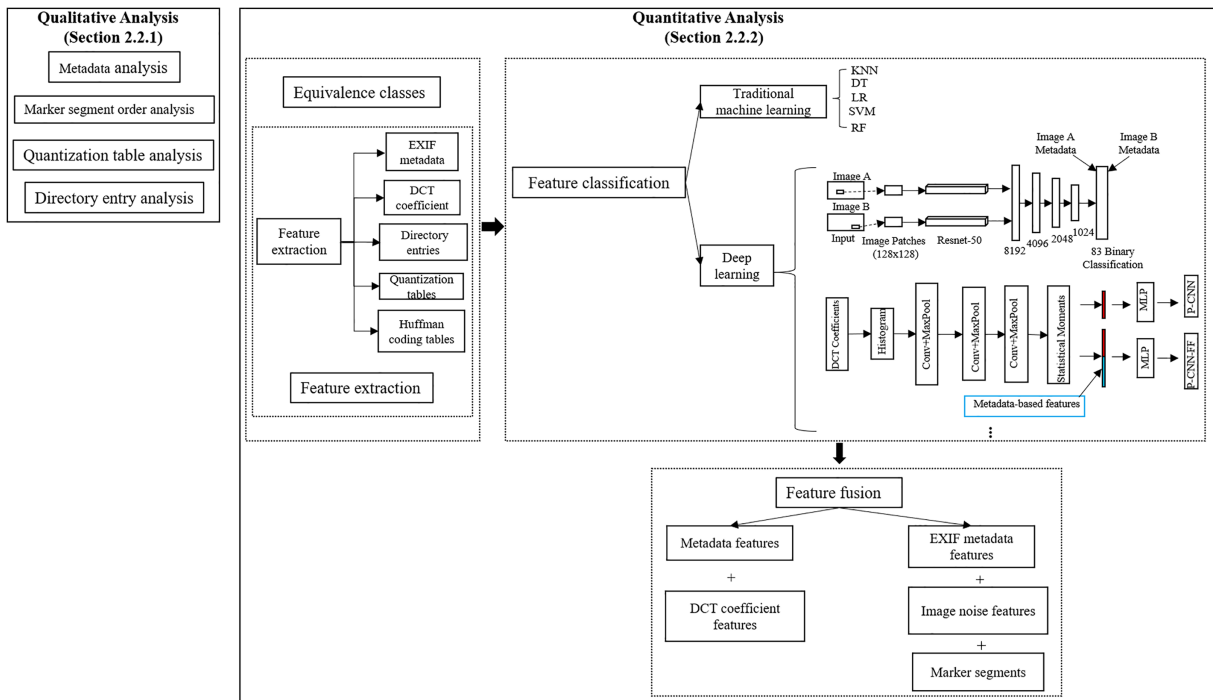 Qualitative Analysis
(Section 2.2.1)
Metadata analysis
Marker segment order analysis
Quantization table analysis
Directory entry analysis
Quantitative Analysis
(Section 2.2.2)
Equivalence classes
Feature extraction
EXIF
metadata
DCT
coefficient
Directory
entries
Quantization
tables
Huffman
coding tables
Feature extraction
Feature classification
Traditional
machine learning
KNN
DT
LR
SVM
RF
Deep
learning
Image A
Image B
Input
Image Patches
(128x128)
Resnet-50
8192
4096
2048
1024
Image A
Metadata
Image B
Metadata
83 Binary
Classification
DCT Coefficients
Histogram
Conv+MaxPool
Conv+MaxPool
Conv+MaxPool
Statistical Moments
MLP
P-CNN
MLP
P-CNN-FF
Metadata-based features
⋮
Feature fusion
Metadata features
+
DCT coefficient
features
EXIF metadata
features
+
Image noise features
+
Marker segments